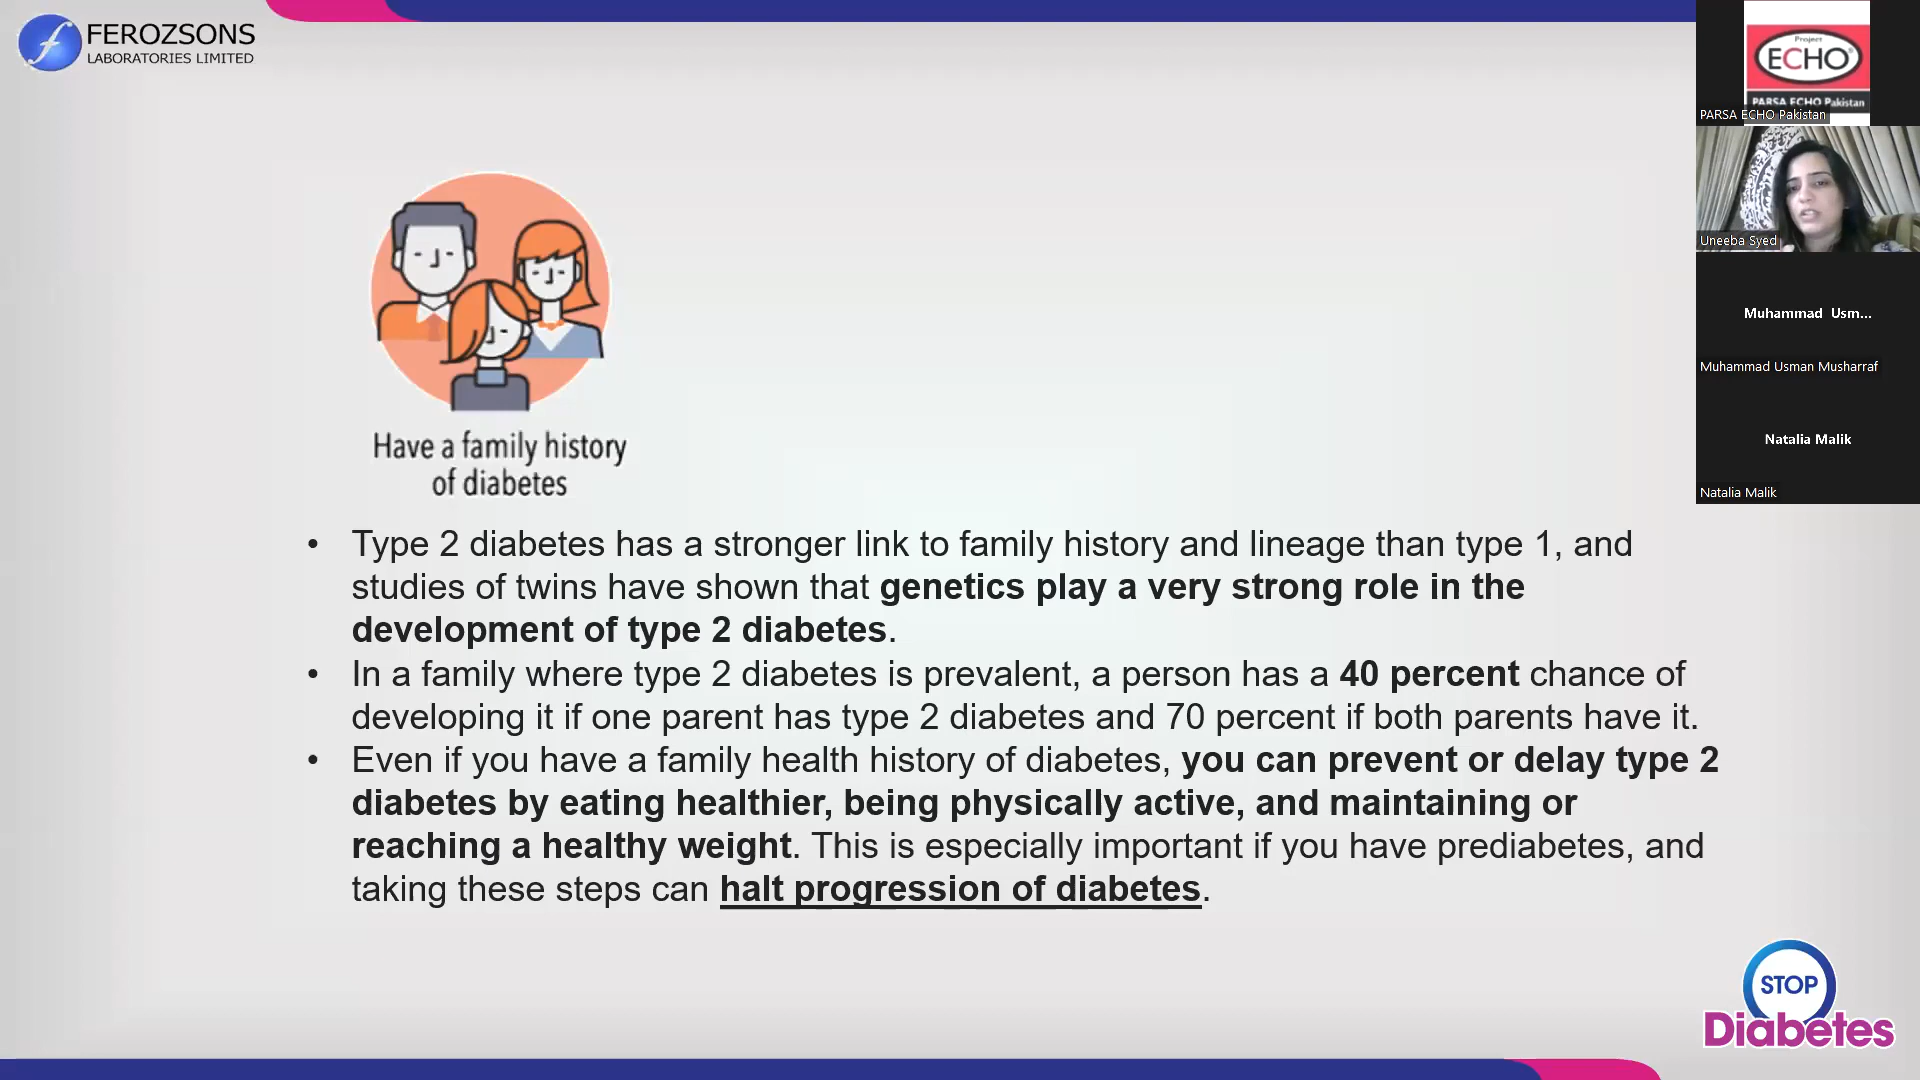 FEROZSONS
LABORATORIES LIMITED
Project
ECHO
PARSA ECHO Pakistan
PARSA ECHO Pakistan
Uneeba Syed
Muhammad Usm...
Muhammad Usman Musharraf
Natalia Malik
Natalia Malik
Have a family history
of diabetes
• Type 2 diabetes has a stronger link to family history and lineage than type 1, and
studies of twins have shown that genetics play a very strong role in the
development of type 2 diabetes.
• In a family where type 2 diabetes is prevalent, a person has a 40 percent chance of
developing it if one parent has type 2 diabetes and 70 percent if both parents have it.
• Even if you have a family health history of diabetes, you can prevent or delay type 2
diabetes by eating healthier, being physically active, and maintaining or
reaching a healthy weight. This is especially important if you have prediabetes, and
taking these steps can halt progression of diabetes.
STOP
Diabetes